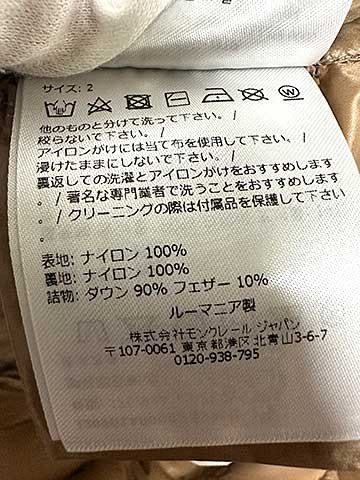 サイズ: 2
他のものと分けて洗って下さい。/
絞らないで下さい。/
アイロンがけには当て布を使用して下さい。/
浸けたままにしないで下さい。/
裏返しての洗濯とアイロンがけをおすすめします
。/ 著名な専門業者で洗うことをおすすめします
。/ クリーニングの際は付属品を保護して下さい
。
表地: ナイロン 100%
裏地: ナイロン 100%
詰物: ダウン 90% フェザー 10%
ルーマニア製
株式会社モンクレール ジャパン
〒107-0061 東京都港区北青山3-6-7
0120-938-795